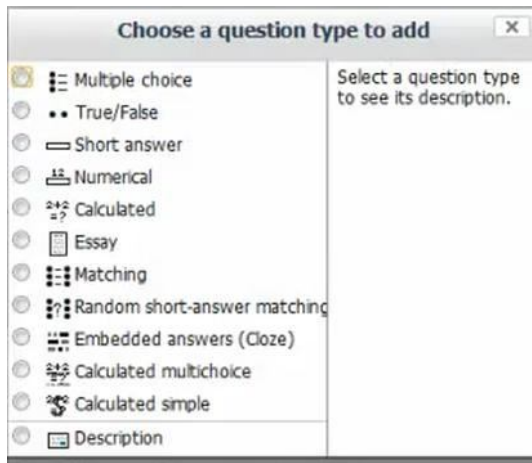 Choose a question type to add
Multiple choice
True/False
Short answer
Numerical
Calculated
Essay
Matching
Random short-answer matching
Embedded answers (Cloze)
Calculated multichoice
Calculated simple
Description
Select a question type
to see its description.